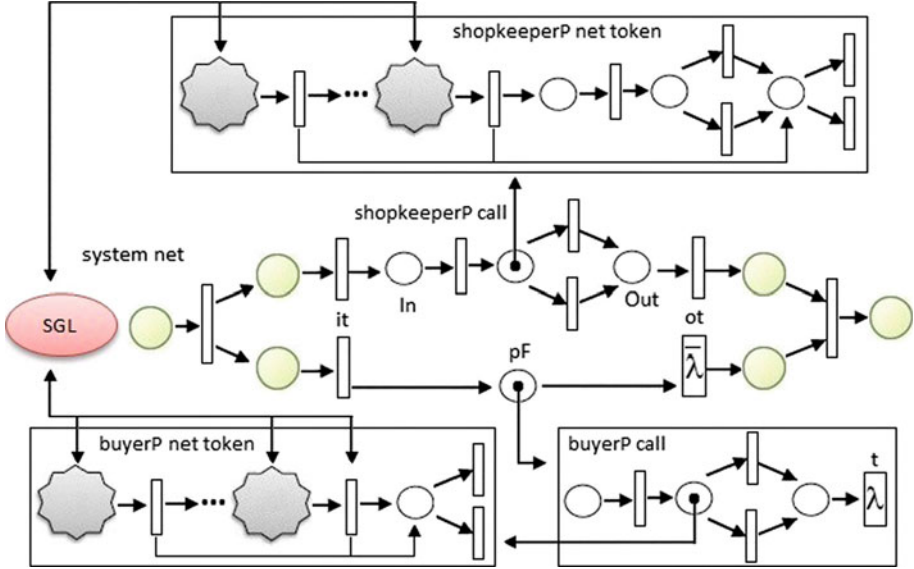 shopkeeperP net token
•••
shopkeeperP call
system net
SGL
it
In
Out
ot
pF
λ̅
buyerP net token
•••
buyerP call
t
λ